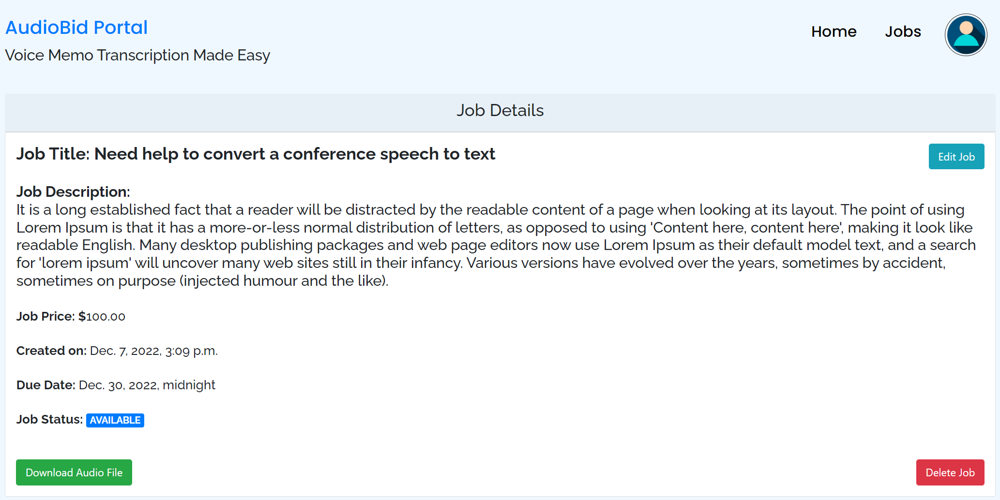 AudioBid Portal
Voice Memo Transcription Made Easy
Home
Jobs
Job Details
Job Title: Need help to convert a conference speech to text
Edit Job
Job Description:
It is a long established fact that a reader will be distracted by the readable content of a page when looking at its layout. The point of using
Lorem Ipsum is that it has a more-or-less normal distribution of letters, as opposed to using 'Content here, content here', making it look like
readable English. Many desktop publishing packages and web page editors now use Lorem Ipsum as their default model text, and a search
for 'lorem ipsum' will uncover many web sites still in their infancy. Various versions have evolved over the years, sometimes by accident,
sometimes on purpose (injected humour and the like).
Job Price: $100.00
Created on: Dec. 7, 2022, 3:09 p.m.
Due Date: Dec. 30, 2022, midnight
Job Status: AVAILABLE
Download Audio File
Delete Job